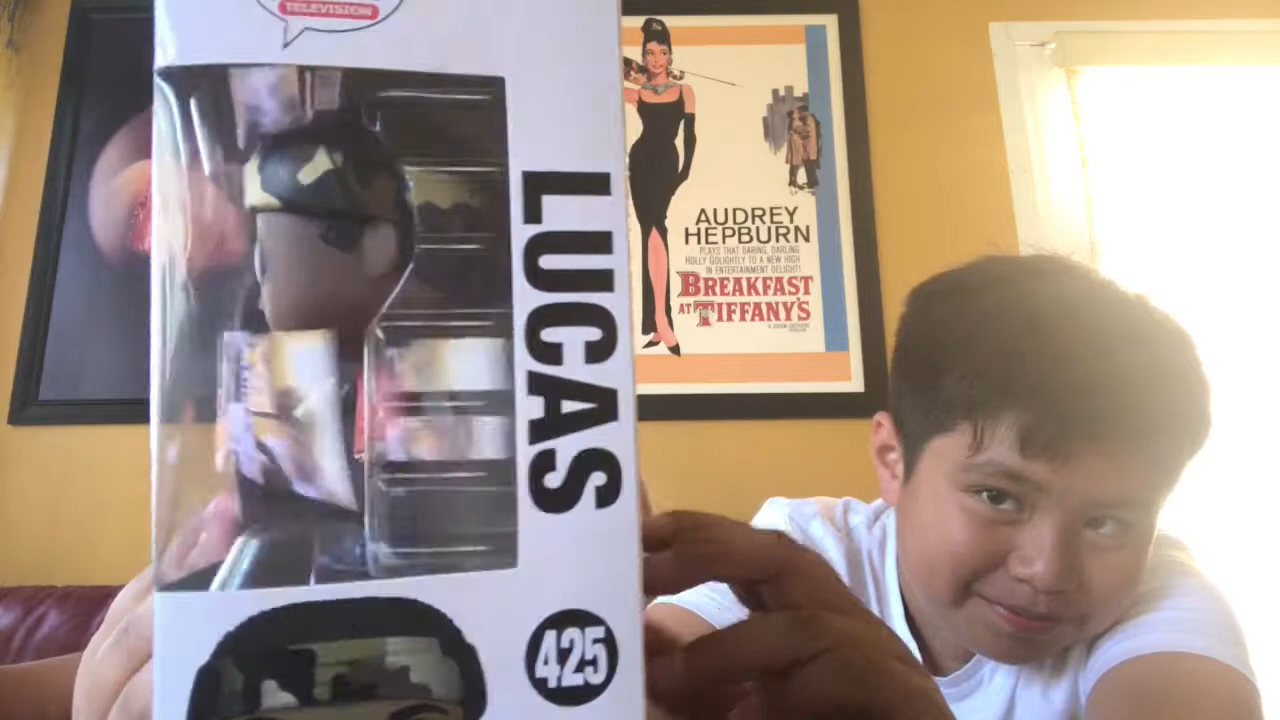 TELEVISION
LUCAS
425
AUDREY
HEPBURN
PLAYS THAT DARING, DARLING
HOLLY GOLIGHTLY TO A NEW HIGH
IN ENTERTAINMENT DELIGHT!
BREAKFAST
AT TIFFANY'S